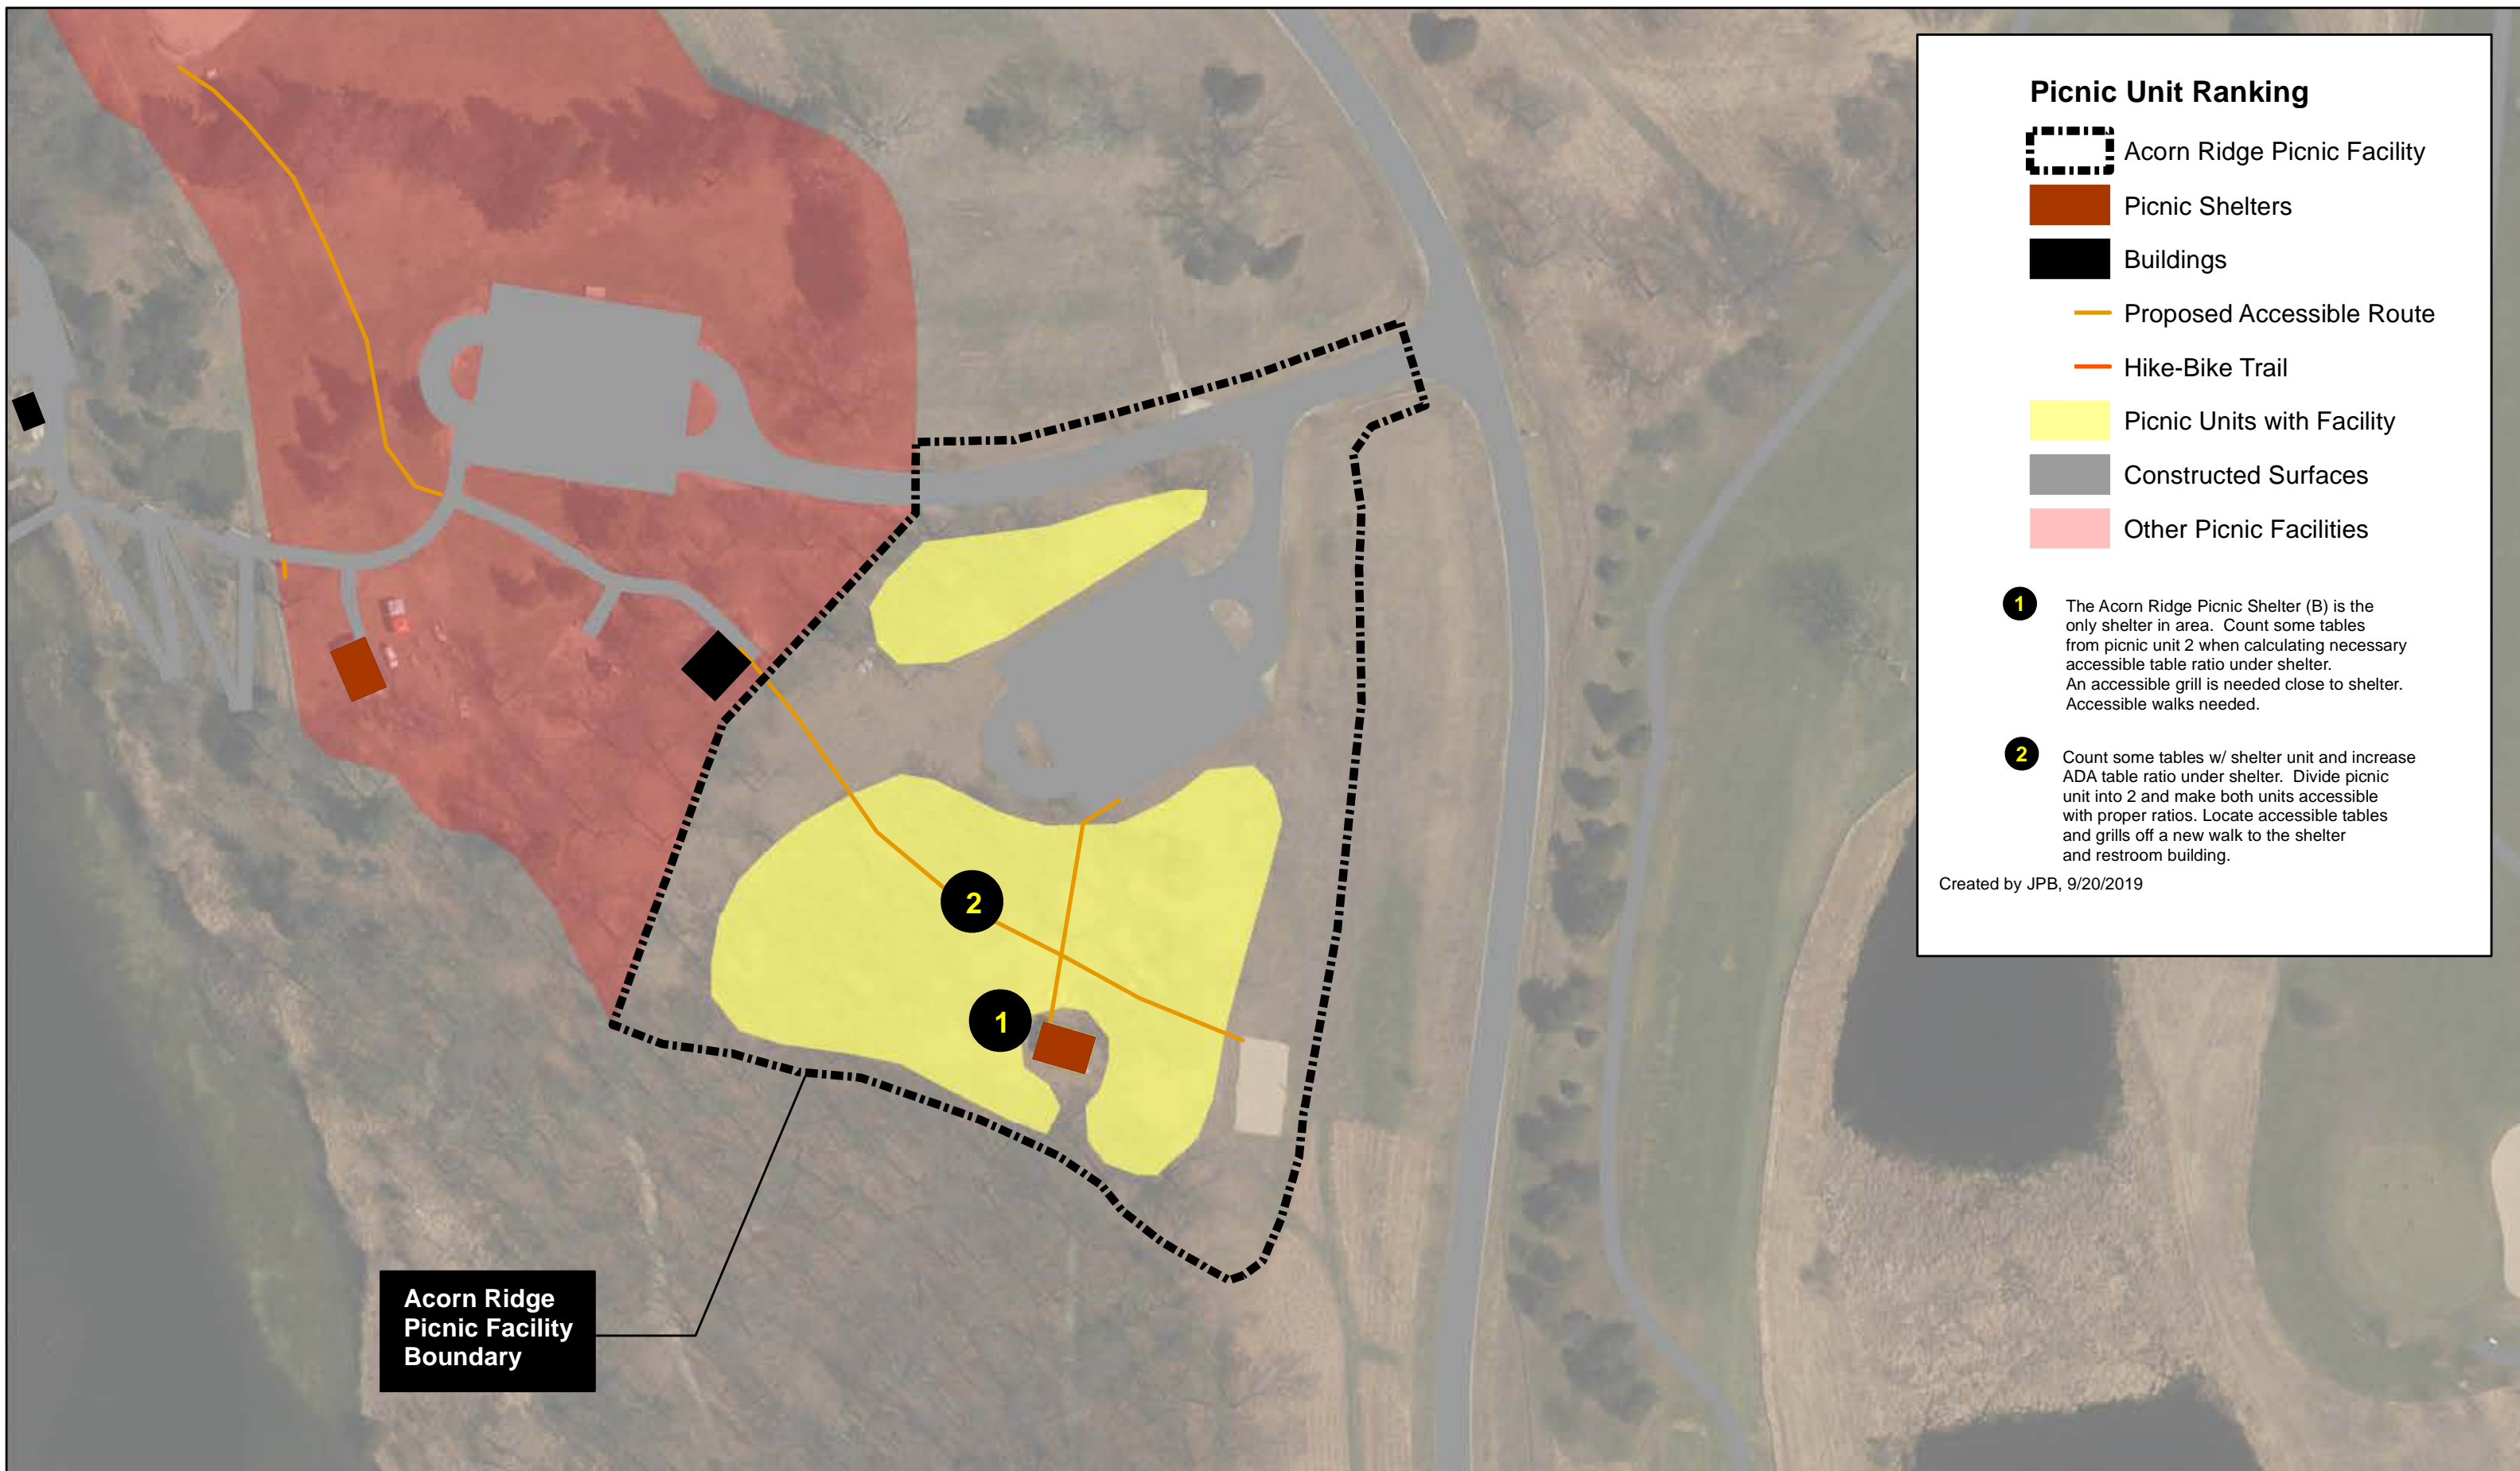 Picnic Unit Ranking
Acorn Ridge Picnic Facility
Picnic Shelters
Buildings
Proposed Accessible Route
Hike-Bike Trail
Picnic Units with Facility
Constructed Surfaces
Other Picnic Facilities
1
The Acorn Ridge Picnic Shelter (B) is the
only shelter in area. Count some tables
from picnic unit 2 when calculating necessary
accessible table ratio under shelter.
An accessible grill is needed close to shelter.
Accessible walks needed.
2
Count some tables w/ shelter unit and increase
ADA table ratio under shelter. Divide picnic
unit into 2 and make both units accessible
with proper ratios. Locate accessible tables
and grills off a new walk to the shelter
and restroom building.
Created by JPB, 9/20/2019
2
1
Acorn Ridge
Picnic Facility
Boundary